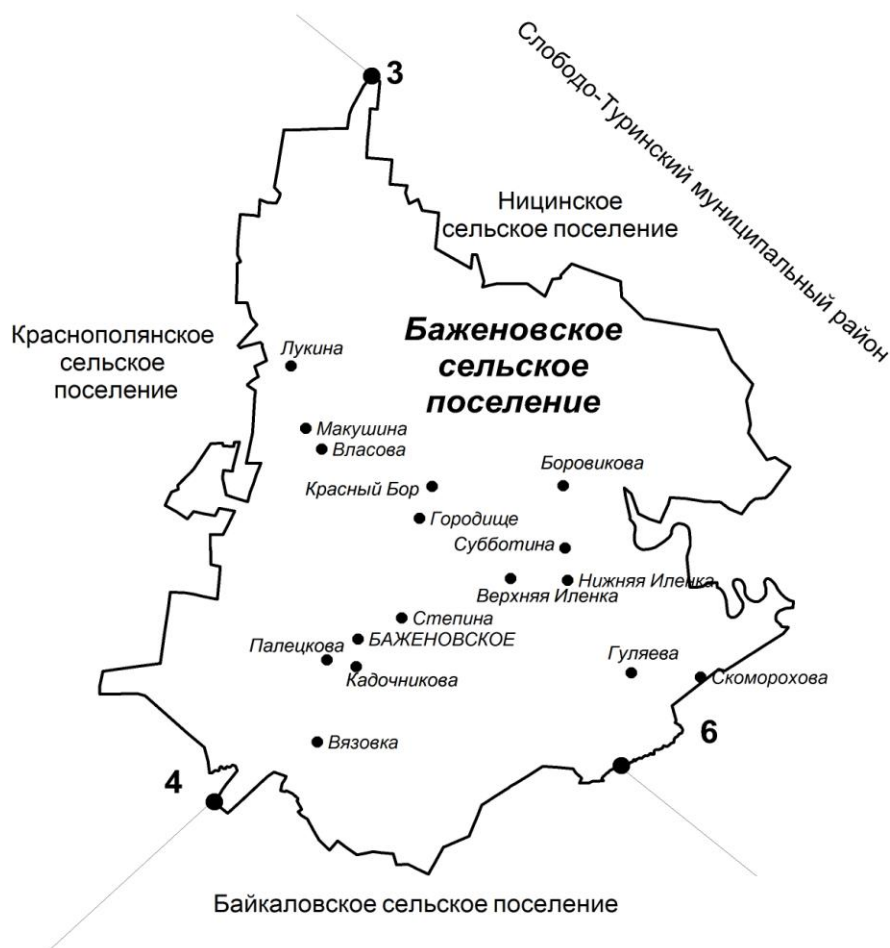 3
Слободо-Туринский муниципальный район
Ницинское
сельское поселение
Краснополянское
сельское
поселение
Баженовское
сельское
поселение
Лукина
Макушина
Власова
Красный Бор
Боровикова
Городище
Субботина
Нижняя Иленка
Верхняя Иленка
Степина
БАЖЕНОВСКОЕ
Палецкова
Кадочникова
Гуляева
Скоморохова
Вязовка
6
4
Байкаловское сельское поселение